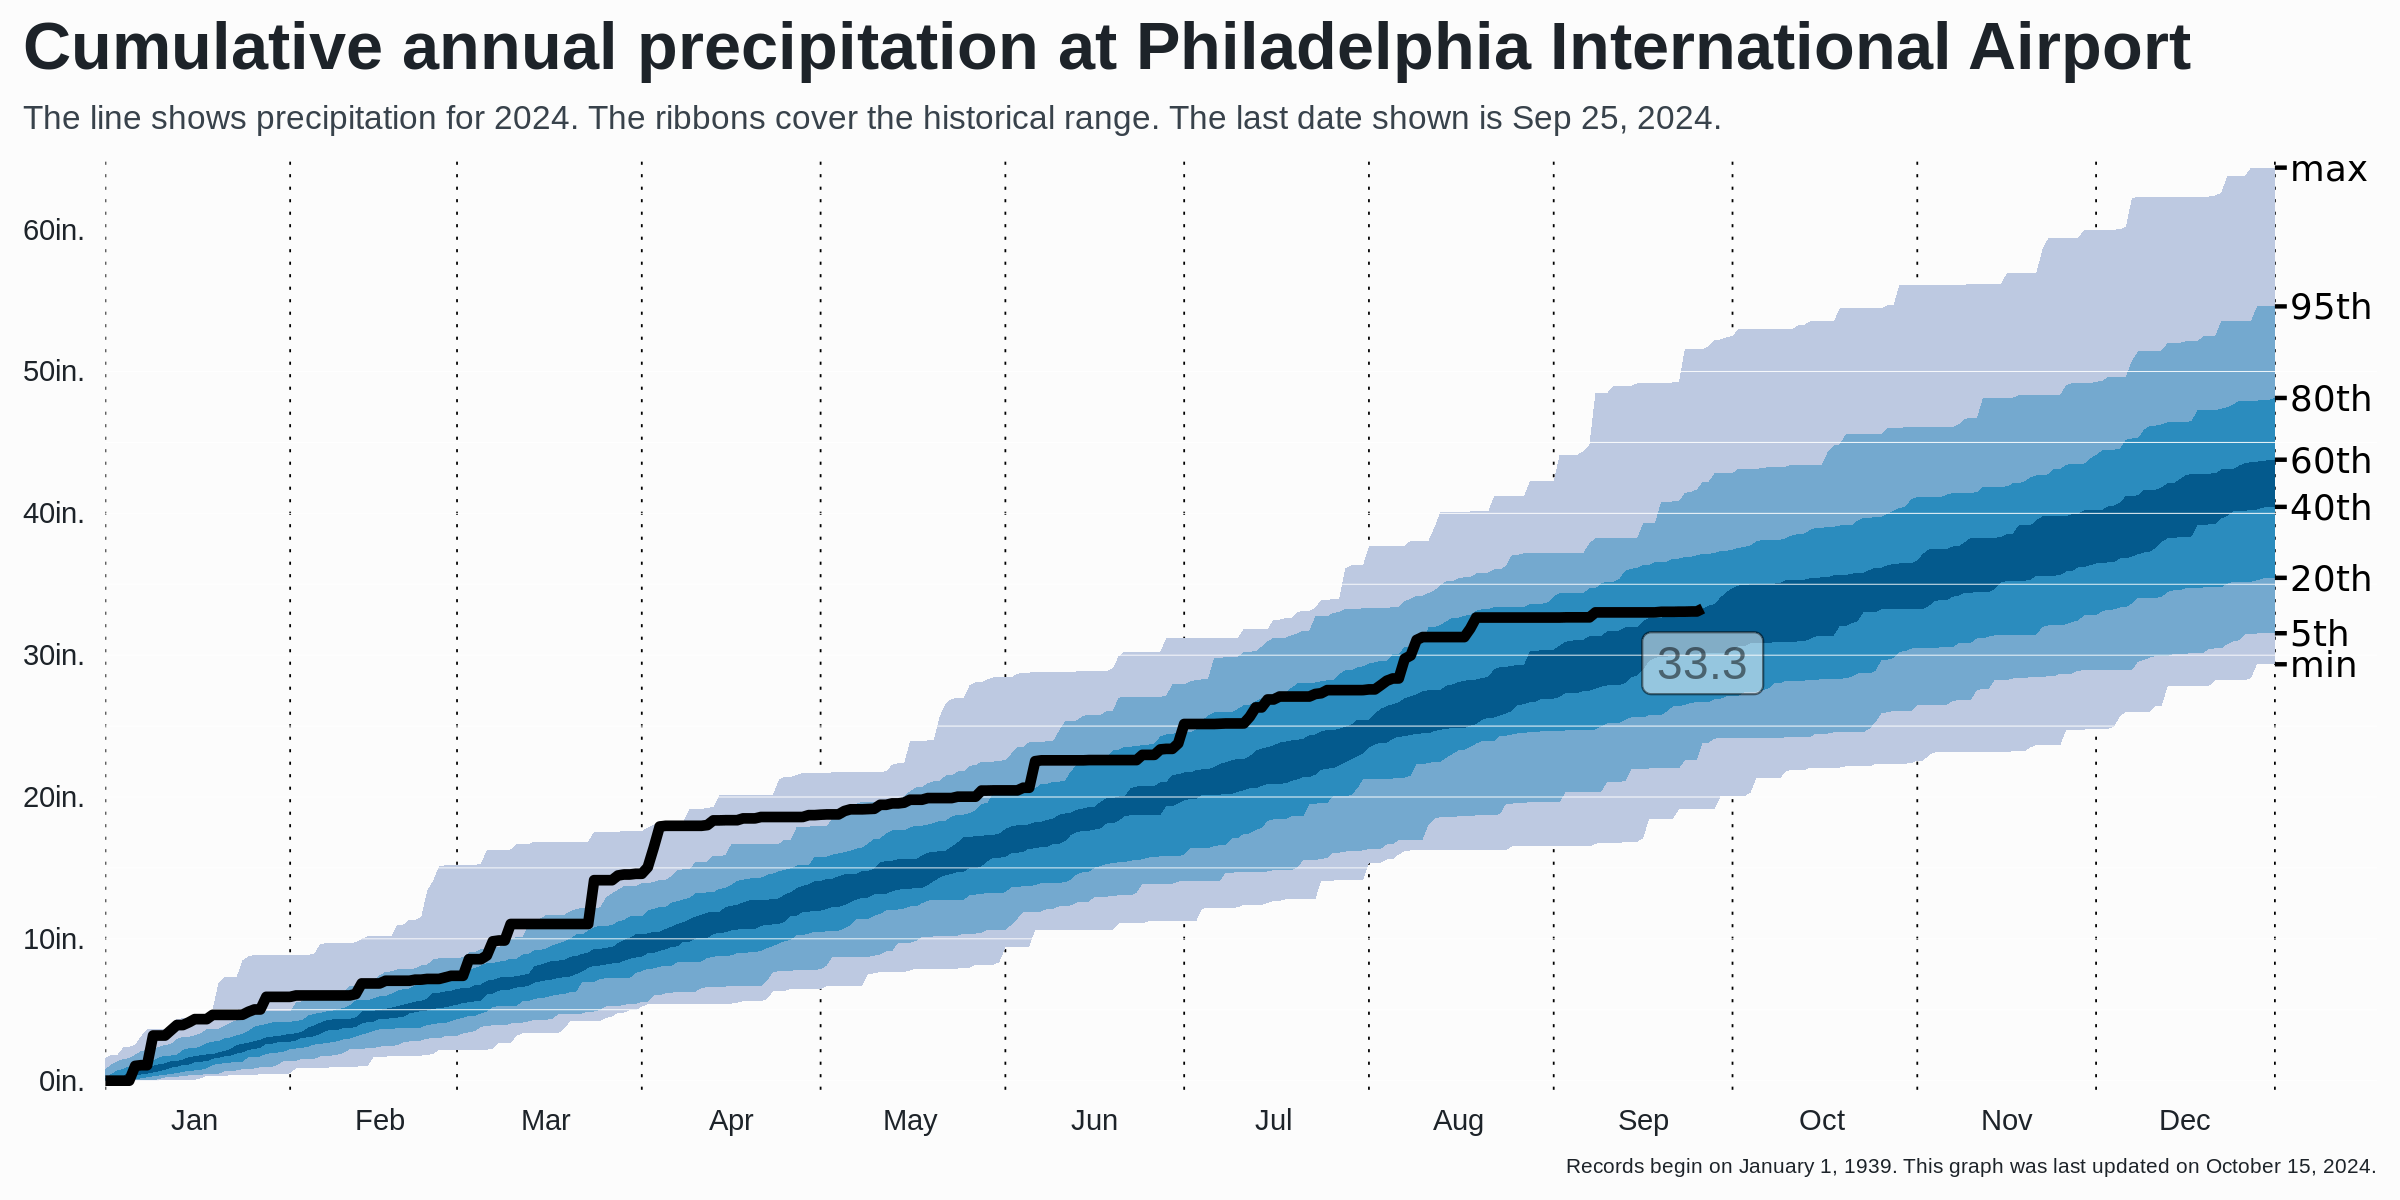 Cumulative annual precipitation at Philadelphia International Airport
The line shows precipitation for 2024. The ribbons cover the historical range. The last date shown is Sep 25, 2024.
max
60in.
95th
50in.
80th
60th
40in.
40th
20th
5th
30in.
min
33.3
20in.
10in.
0in.
Jan Feb Mar Apr May Jun Jul Aug Sep Oct Nov Dec
Records begin on January 1, 1939. This graph was last updated on October 15, 2024.